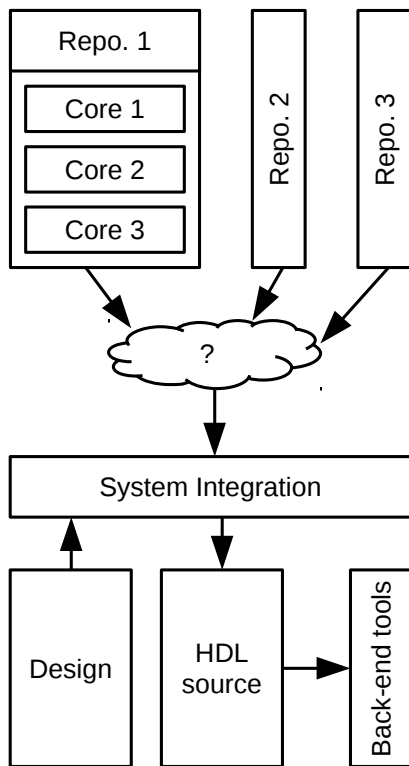 Repo. 1
Core 1
Core 2
Core 3
Repo. 2
Repo. 3
?
System Integration
Design
HDL
source
Back-end tools